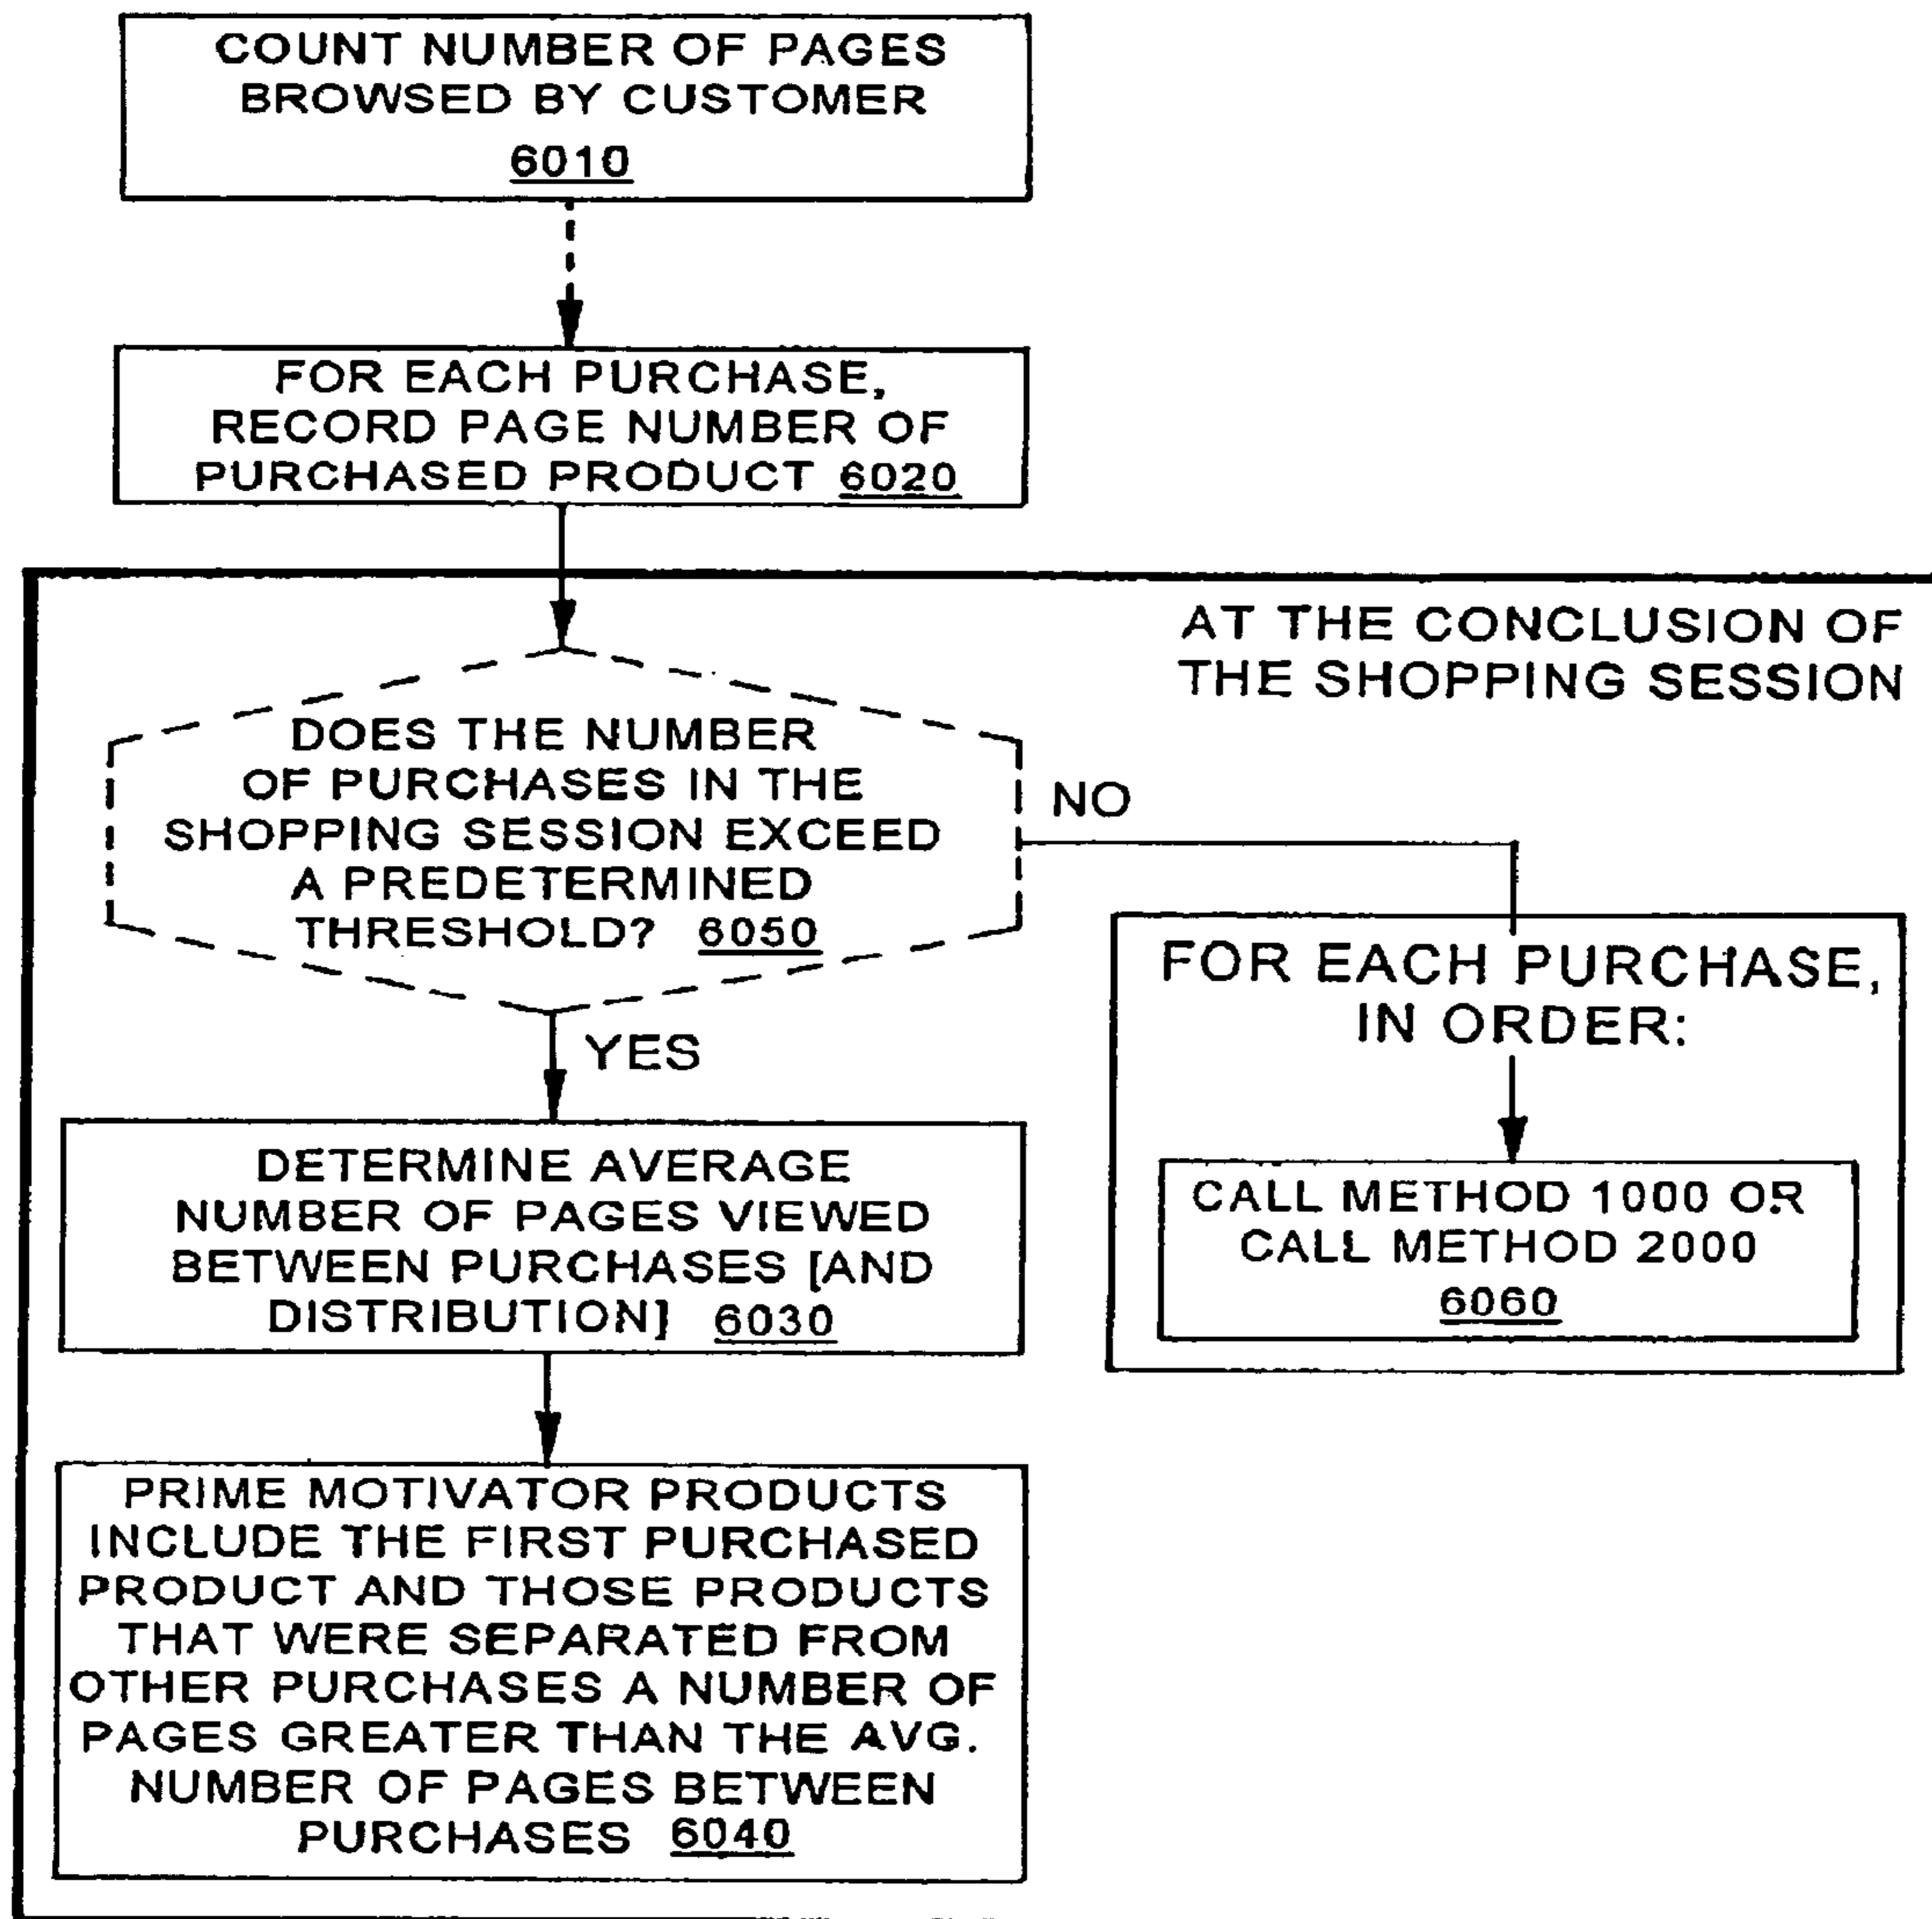 COUNT NUMBER OF PAGES
BROWSED BY CUSTOMER
6010
FOR EACH PURCHASE,
RECORD PAGE NUMBER OF
PURCHASED PRODUCT 6020
AT THE CONCLUSION OF
THE SHOPPING SESSION
DOES THE NUMBER
OF PURCHASES IN THE
SHOPPING SESSION EXCEED
A PREDETERMINED
THRESHOLD? 6050
NO
YES
FOR EACH PURCHASE,
IN ORDER:
CALL METHOD 1000 OR
CALL METHOD 2000
6060
DETERMINE AVERAGE
NUMBER OF PAGES VIEWED
BETWEEN PURCHASES [AND
DISTRIBUTION] 6030
PRIME MOTIVATOR PRODUCTS
INCLUDE THE FIRST PURCHASED
PRODUCT AND THOSE PRODUCTS
THAT WERE SEPARATED FROM
OTHER PURCHASES A NUMBER OF
PAGES GREATER THAN THE AVG.
NUMBER OF PAGES BETWEEN
PURCHASES 6040